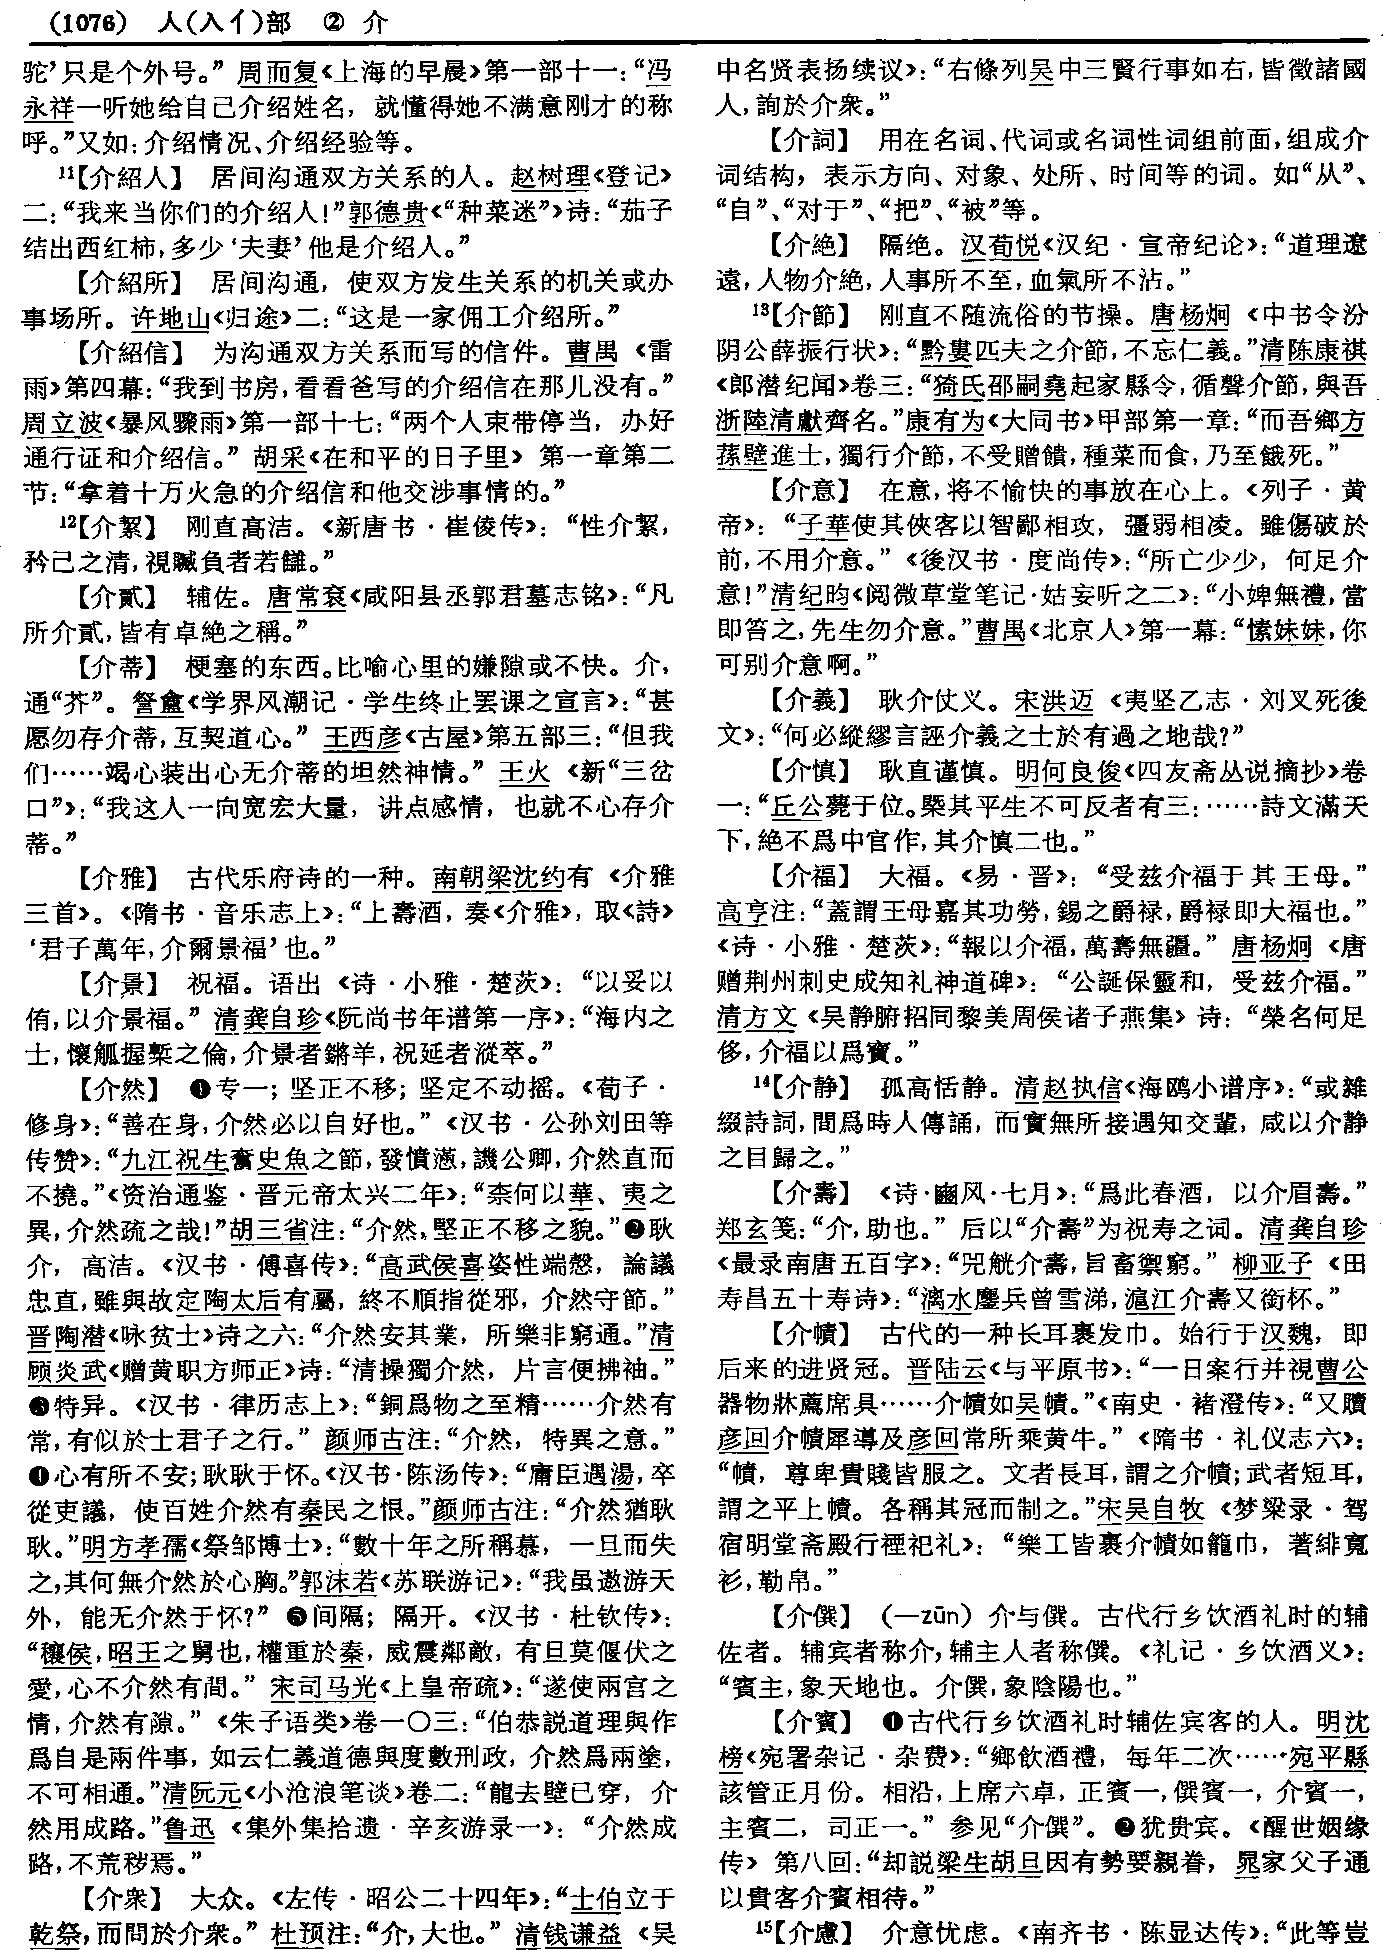 (1076) 人(入亻)部 ② 介
驼’只是个外号。”周而复《上海的早晨》第一部十一:“冯
永祥一听她给自己介绍姓名，就懂得她不满意刚才的称
呼。”又如:介绍情况、介绍经验等。
11【介紹人】 居间沟通双方关系的人。赵树理《登记》
二:“我来当你们的介绍人!”郭德贵《“种菜迷”》诗:“茄子
结出西红柿,多少‘夫妻’他是介绍人。”
【介紹所】 居间沟通，使双方发生关系的机关或办
事场所。许地山《归途》二:“这是一家佣工介绍所。”
【介紹信】 为沟通双方关系而写的信件。曹禺《雷
雨》第四幕:“我到书房,看看爸写的介绍信在那儿没有。”
周立波《暴风骤雨》第一部十七:“两个人束带停当，办好
通行证和介绍信。”胡采《在和平的日子里》第一章第二
节:“拿着十万火急的介绍信和他交涉事情的。”
12【介絜】 刚直高洁。《新唐书·崔俊传》:“性介絜，
矜己之清,視贓負者若讎。”
【介貳】 辅佐。唐常衮《咸阳县丞郭君墓志铭》:“凡
所介貳,皆有卓絶之稱。”
【介蒂】 梗塞的东西。比喻心里的嫌隙或不快。介，
通“芥”。詧盦《学界风潮记·学生终止罢课之宣言》:“甚
愿勿存介蒂,互契道心。”王西彦《古屋》第五部三:“但我
们……竭心装出心无介蒂的坦然神情。”王火《新“三岔
口”》:“我这人一向宽宏大量，讲点感情，也就不心存介
蒂。”
【介雅】 古代乐府诗的一种。南朝梁沈约有《介雅
三首》。《隋书·音乐志上》:“上壽酒,奏《介雅》,取《詩》
‘君子萬年,介爾景福’也。”
【介景】 祝福。语出《诗·小雅·楚茨》:“以妥以
侑,以介景福。”清龚自珍《阮尚书年谱第一序》:“海内之
士,懷觚握槧之倫,介景者鏘羊,祝延者漎萃。”
【介然】 ❶专一；坚正不移；坚定不动摇。《荀子·
修身》:“善在身,介然必以自好也。”《汉书·公孙刘田等
传赞》:“九江祝生奮史魚之節,發憤懣,譏公卿,介然直而
不撓。”《资治通鉴·晋元帝太兴二年》:“柰何以華、夷之
異,介然疏之哉!”胡三省注:“介然,堅正不移之貌。”❷耿
介，高洁。《汉书·傅喜传》:“高武侯喜姿性端慤，論議
忠直,雖與故定陶太后有屬，終不順指從邪，介然守節。”
晋陶潜《咏贫士》诗之六:“介然安其業，所樂非窮通。”清
顾炎武《赠黄职方师正》诗:“清操獨介然，片言便拂袖。”
❸特异。《汉书·律历志上》:“銅爲物之至精……介然有
常,有似於士君子之行。”颜师古注:“介然，特異之意。”
❹心有所不安；耿耿于怀。《汉书·陈汤传》:“庸臣遇湯,卒
從吏議，使百姓介然有秦民之恨。”颜师古注:“介然猶耿
耿。”明方孝孺《祭邹博士》:“數十年之所稱慕，一旦而失
之,其何無介然於心胸。”郭沫若《苏联游记》:“我虽遨游天
外，能无介然于怀?”❺间隔；隔开。《汉书·杜钦传》:
“穰侯,昭王之舅也,權重於秦，威震鄰敵，有旦莫偃伏之
愛,心不介然有間。”宋司马光《上皇帝疏》:“遂使兩宫之
情,介然有隙。”《朱子语类》卷一〇三:“伯恭説道理與作
爲自是兩件事，如云仁義道德與度數刑政，介然爲兩塗，
不可相通。”清阮元《小沧浪笔谈》卷二:“龍去壁已穿，介
然用成路。”鲁迅《集外集拾遗·辛亥游录一》:“介然成
路,不荒秽焉。”
【介衆】 大众。《左传·昭公二十四年》:“士伯立于
乾祭,而問於介衆。”杜预注:“介,大也。”清钱谦益《吴
中名贤表扬续议》:“右條列吴中三賢行事如右,皆徵諸國
人,詢於介衆。”
【介詞】 用在名词、代词或名词性词组前面,组成介
词结构，表示方向、对象、处所、时间等的词。如“从”、
“自”、“对于”、“把”、“被”等。
【介絶】 隔绝。汉荀悦《汉纪·宣帝纪论》:“道理遼
遠,人物介絶,人事所不至,血氣所不沾。”
13【介節】 刚直不随流俗的节操。唐杨炯《中书令汾
阴公薛振行状》:“黔婁匹夫之介節,不忘仁義。”清陈康祺
《郎潜纪闻》卷三:“猗氏邵嗣堯起家縣令,循聲介節,與吾
浙陸清獻齊名。”康有为《大同书》甲部第一章:“而吾鄉方
蓀壁進士,獨行介節,不受贈饋,種菜而食,乃至餓死。”
【介意】 在意,将不愉快的事放在心上。《列子·黄
帝》:“子華使其俠客以智鄙相攻，彊弱相凌。雖傷破於
前,不用介意。”《後汉书·度尚传》:“所亡少少，何足介
意!”清纪昀《阅微草堂笔记·姑妄听之二》:“小婢無禮,當
即笞之,先生勿介意。”曹禺《北京人》第一幕:“愫妹妹,你
可别介意啊。”
【介義】 耿介仗义。宋洪迈《夷坚乙志·刘叉死後
文》:“何必縱繆言誣介義之士於有過之地哉?”
【介慎】 耿直谨慎。明何良俊《四友斋丛说摘抄》卷
一:“丘公薨于位。槩其平生不可反者有三:……詩文滿天
下,絶不爲中官作,其介慎二也。”
【介福】 大福。《易·晋》:“受兹介福于其王母。”
高亨注:“蓋謂王母嘉其功勞,錫之爵禄,爵禄即大福也。”
《诗·小雅·楚茨》:“報以介福,萬壽無疆。”唐杨炯《唐
赠荆州刺史成知礼神道碑》:“公誕保靈和，受兹介福。”
清方文《吴静腑招同黎美周侯诸子燕集》诗:“榮名何足
侈,介福以爲寶。”
14【介静】 孤高恬静。清赵执信《海鸥小谱序》:“或雜
綴詩詞,間爲時人傳誦，而實無所接遇知交輩，咸以介静
之目歸之。”
【介壽】 《诗·豳风·七月》:“爲此春酒，以介眉壽。”
郑玄笺:“介,助也。”后以“介壽”为祝寿之词。清龚自珍
《最录南唐五百字》:“兕觥介壽,旨畜禦窮。”柳亚子《田
寿昌五十寿诗》:“漓水鏖兵曾雪涕,滬江介壽又銜杯。”
【介幘】 古代的一种长耳裹发巾。始行于汉魏，即
后来的进贤冠。晋陆云《与平原书》:“一日案行并視曹公
器物牀薦席具……介幘如吴幘。”《南史·褚澄传》:“又贖
彦回介幘犀導及彦回常所乘黄牛。”《隋书·礼仪志六》:
“幘，尊卑貴賤皆服之。文者長耳,謂之介幘;武者短耳，
謂之平上幘。各稱其冠而制之。”宋吴自牧《梦粱录·驾
宿明堂斋殿行禋祀礼》:“樂工皆裹介幘如籠巾，著緋寬
衫,勒帛。”
【介僎】 (—zūn) 介与僎。古代行乡饮酒礼时的辅
佐者。辅宾者称介,辅主人者称僎。《礼记·乡饮酒义》:
“賓主,象天地也。介僎,象陰陽也。”
【介賓】 ❶古代行乡饮酒礼时辅佐宾客的人。明沈
榜《宛署杂记·杂费》:“鄉飲酒禮，每年二次……宛平縣
該管正月份。相沿,上席六卓，正賓一,僎賓一，介賓一，
主賓二，司正一。”参见“介僎”。❷犹贵宾。《醒世姻缘
传》第八回:“却説梁生胡旦因有勢要親眷，晁家父子通
以貴客介賓相待。”
15【介慮】 介意忧虑。《南齐书·陈显达传》:“此等豈